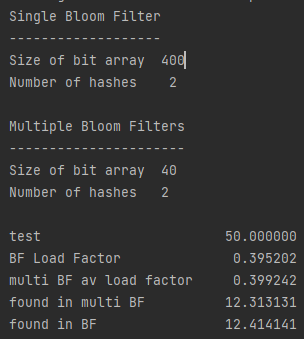 Single Bloom Filter
-------------------
Size of bit array  400
Number of hashes    2
Multiple Bloom Filters
----------------------
Size of bit array  40
Number of hashes   2
test                       50.000000
BF Load Factor              0.395202
multi BF av load factor     0.399242
found in multi BF          12.313131
found in BF                12.414141